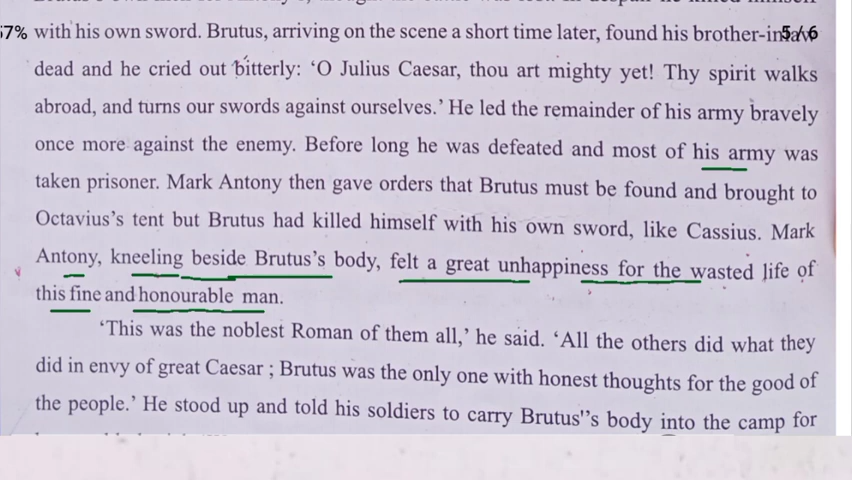 57% with his own sword. Brutus, arriving on the scene a short time later, found his brother-in-law 5 / 6
dead and he cried out bitterly: ‘O Julius Caesar, thou art mighty yet! Thy spirit walks
abroad, and turns our swords against ourselves.’ He led the remainder of his army bravely
once more against the enemy. Before long he was defeated and most of his army was
taken prisoner. Mark Antony then gave orders that Brutus must be found and brought to
Octavius’s tent but Brutus had killed himself with his own sword, like Cassius. Mark
Antony, kneeling beside Brutus’s body, felt a great unhappiness for the wasted life of
this fine and honourable man.
‘This was the noblest Roman of them all,’ he said. ‘All the others did what they
did in envy of great Caesar ; Brutus was the only one with honest thoughts for the good of
the people.’ He stood up and told his soldiers to carry Brutus''s body into the camp for